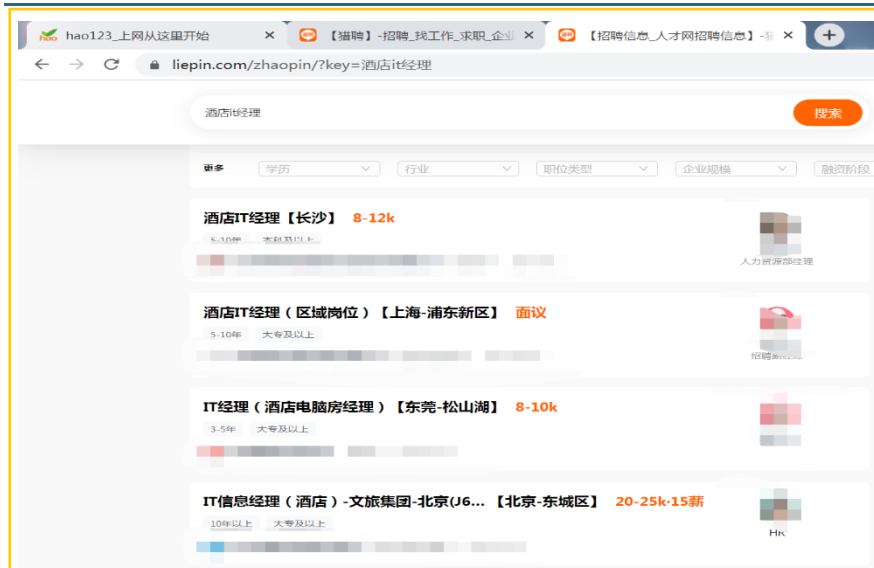 hao123_上网从这里开始
【猎聘】-招聘_找工作_求职_企业
【招聘信息_人才网招聘信息】-猎
liepin.com/zhaopin/?key=酒店it经理
酒店it经理
搜索
更多 学历 行业 职位类型 企业规模 融资阶段
酒店IT经理【长沙】 8-12k
5-10年 本科及以上
人力资源部经理
酒店IT经理（区域岗位）【上海-浦东新区】 面议
5-10年 大专及以上
IT经理（酒店电脑房经理）【东莞-松山湖】 8-10k
3-5年 大专及以上
IT信息经理（酒店）-文旅集团-北京(J6... 【北京-东城区】 20-25k·15薪
10年以上 大专及以上
HR